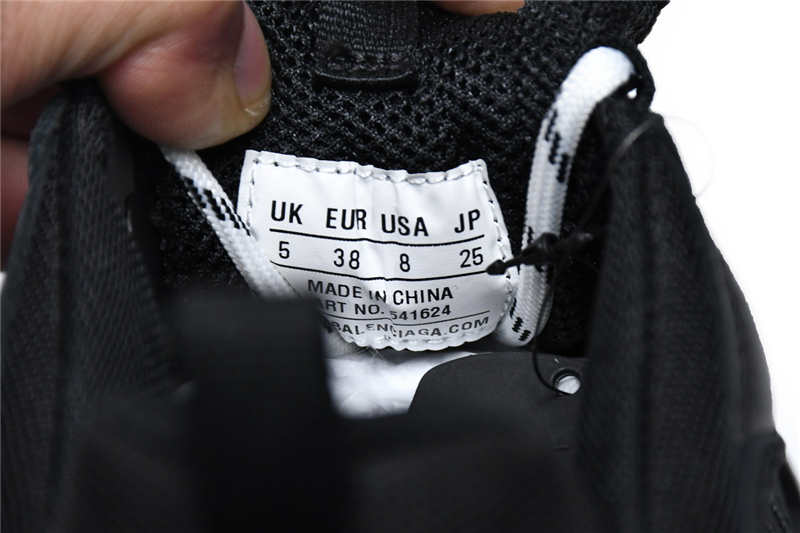 UK EUR USA JP
5 38 8 25
MADE IN CHINA
ART NO. 541624
BALENCIAGA.COM